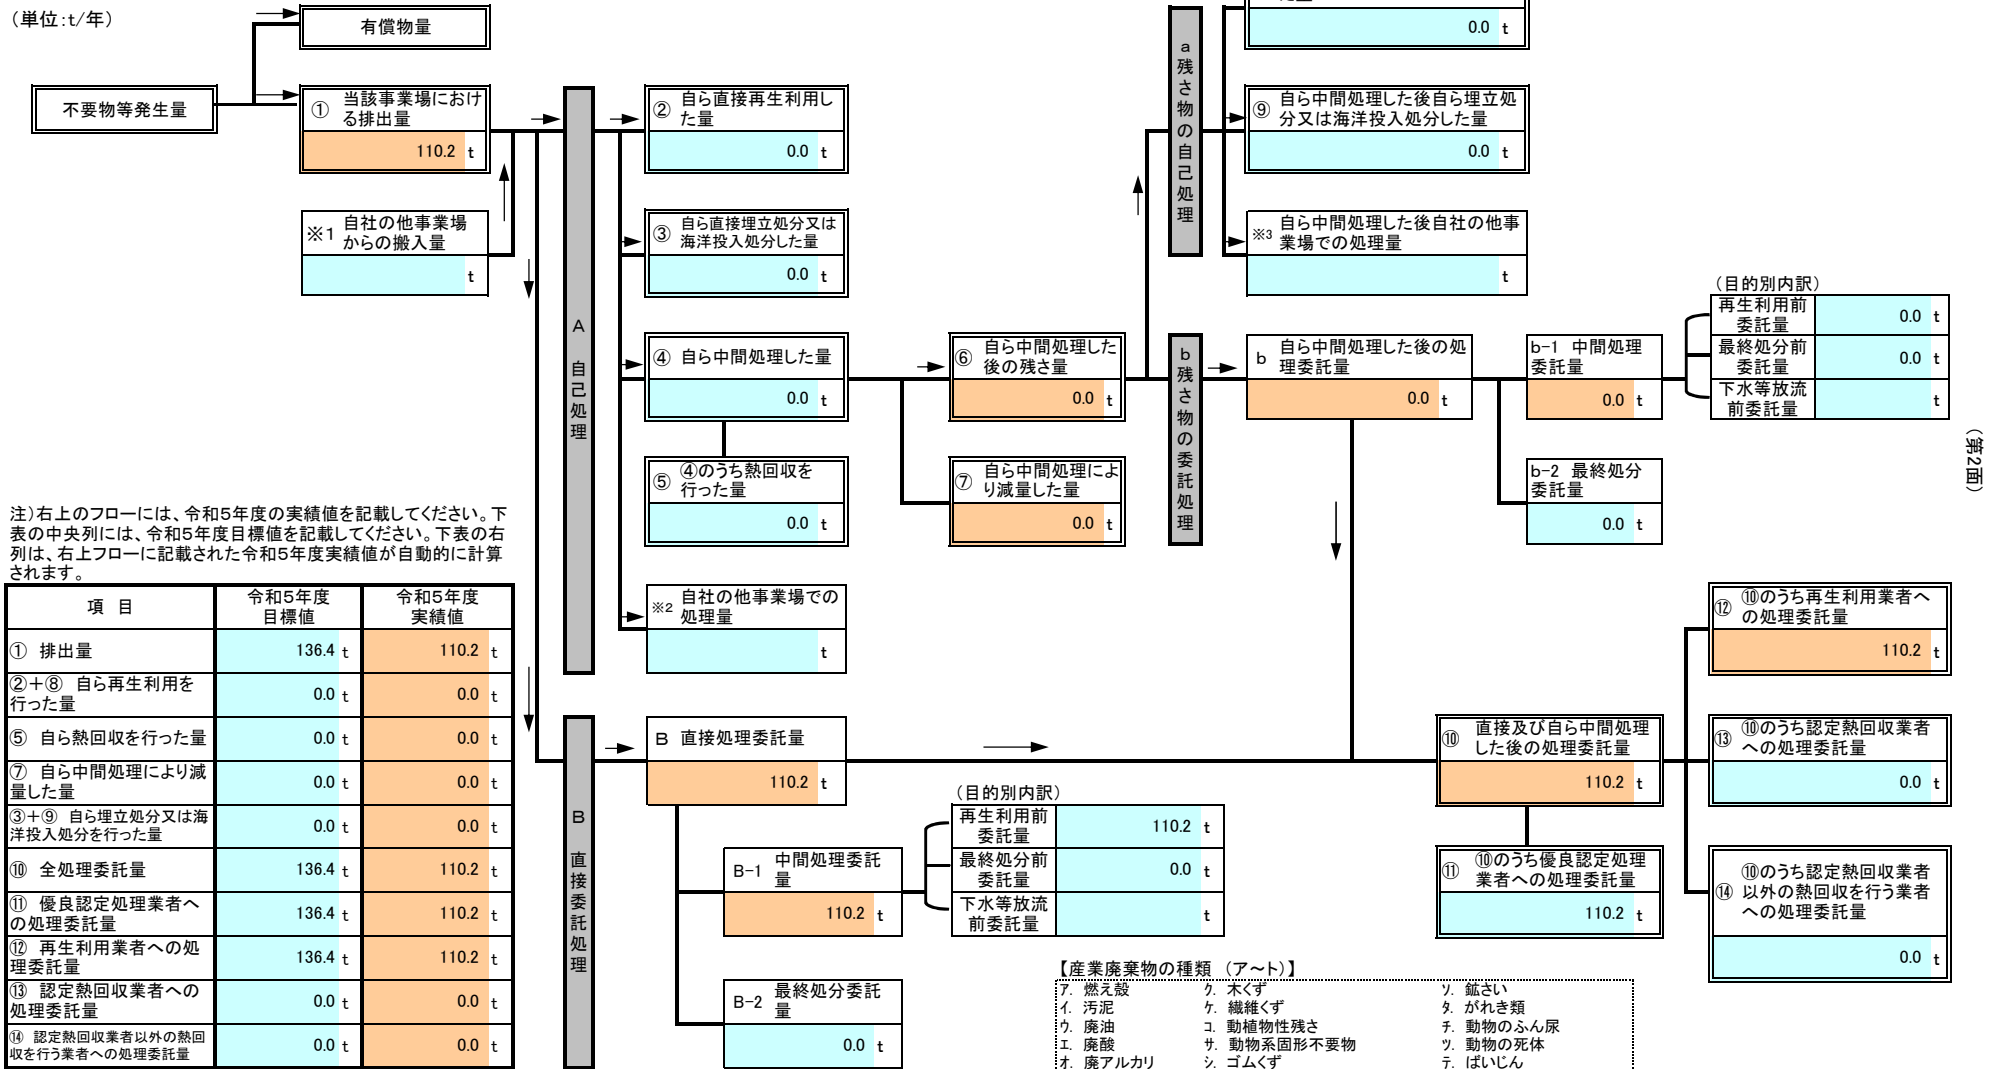 （単位：t/年）
有償物量
不要物等発生量
① 当該事業場におけ
る排出量
110.2 t
※1 自社の他事業場
からの搬入量
t
A 自己処理
② 自ら直接再生利用し
た量
0.0 t
③ 自ら直接埋立処分又は
海洋投入処分した量
0.0 t
④ 自ら中間処理した量
0.0 t
⑤ ④のうち熱回収を
行った量
0.0 t
※2 自社の他事業場での
処理量
t
⑥ 自ら中間処理した
後の残さ量
0.0 t
⑦ 自ら中間処理によ
り減量した量
0.0 t
a残さ物の自己処理
0.0 t
⑨ 自ら中間処理した後自ら埋立処
分又は海洋投入処分した量
0.0 t
※3 自ら中間処理した後自社の他事
業場での処理量
t
b残さ物の委託処理
b 自ら中間処理した後の処
理委託量
0.0 t
b-1 中間処理
委託量
0.0 t
b-2 最終処分
委託量
0.0 t
（目的別内訳）
再生利用前
委託量
0.0 t
最終処分前
委託量
0.0 t
下水等放流
前委託量
t
（第2面）
注）右上のフローには、令和5年度の実績値を記載してください。下
表の中央列には、令和5年度目標値を記載してください。下表の右
列は、右上フローに記載された令和5年度実績値が自動的に計算
されます。
項 目 令和5年度
目標値 令和5年度
実績値
① 排出量 136.4 t 110.2 t
②＋⑧ 自ら再生利用を
行った量 0.0 t 0.0 t
⑤ 自ら熱回収を行った量 0.0 t 0.0 t
⑦ 自ら中間処理により減
量した量 0.0 t 0.0 t
③＋⑨ 自ら埋立処分又は海
洋投入処分を行った量 0.0 t 0.0 t
⑩ 全処理委託量 136.4 t 110.2 t
⑪ 優良認定処理業者へ
の処理委託量 136.4 t 110.2 t
⑫ 再生利用業者への処
理委託量 136.4 t 110.2 t
⑬ 認定熱回収業者への
処理委託量 0.0 t 0.0 t
⑭ 認定熱回収業者以外の熱回
収を行う業者への処理委託量 0.0 t 0.0 t
B 直接委託処理
B 直接処理委託量
110.2 t
B-1 中間処理委託
量
110.2 t
B-2 最終処分委託
量
0.0 t
（目的別内訳）
再生利用前
委託量
110.2 t
最終処分前
委託量
0.0 t
下水等放流
前委託量
t
⑩ 直接及び自ら中間処理
した後の処理委託量
110.2 t
⑪ ⑩のうち優良認定処理
業者への処理委託量
110.2 t
⑫ ⑩のうち再生利用業者へ
の処理委託量
110.2 t
⑬ ⑩のうち認定熱回収業者
への処理委託量
0.0 t
⑭ ⑩のうち認定熱回収業者
以外の熱回収を行う業者
への処理委託量
0.0 t
【産業廃棄物の種類 （ア～ト）】
ア. 燃え殻 ク. 木くず ソ. 鉱さい
イ. 汚泥 ケ. 繊維くず タ. がれき類
ウ. 廃油 コ. 動植物性残さ チ. 動物のふん尿
エ. 廃酸 サ. 動物系固形不要物 ツ. 動物の死体
オ. 廃アルカリ シ. ゴムくず テ. ばいじん